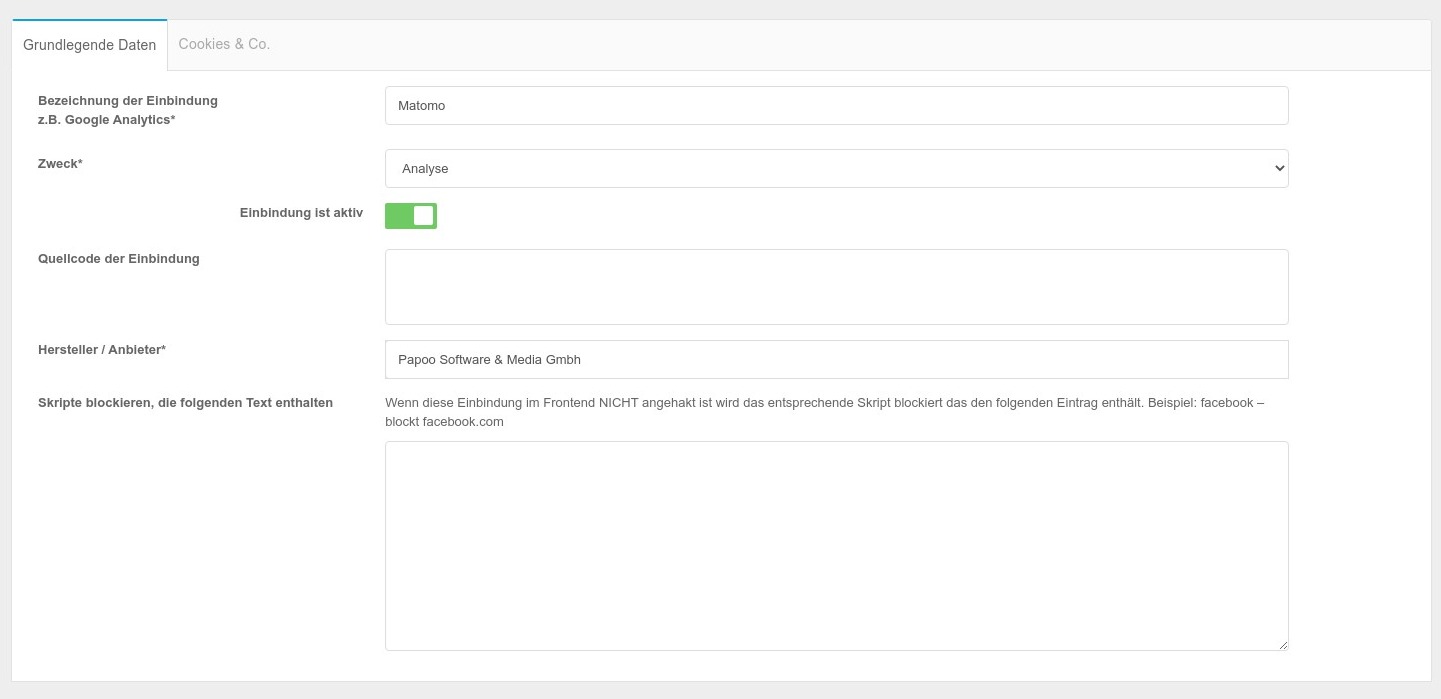 Grundlegende Daten
Cookies & Co.
Bezeichnung der Einbindung
z.B. Google Analytics*
Matomo
Zweck*
Analyse
Einbindung ist aktiv
Quellcode der Einbindung
Hersteller / Anbieter*
Papoo Software & Media Gmbh
Skripte blockieren, die folgenden Text enthalten
Wenn diese Einbindung im Frontend NICHT angehakt ist wird das entsprechende Skript blockiert das den folgenden Eintrag enthält. Beispiel: facebook –
blockt facebook.com